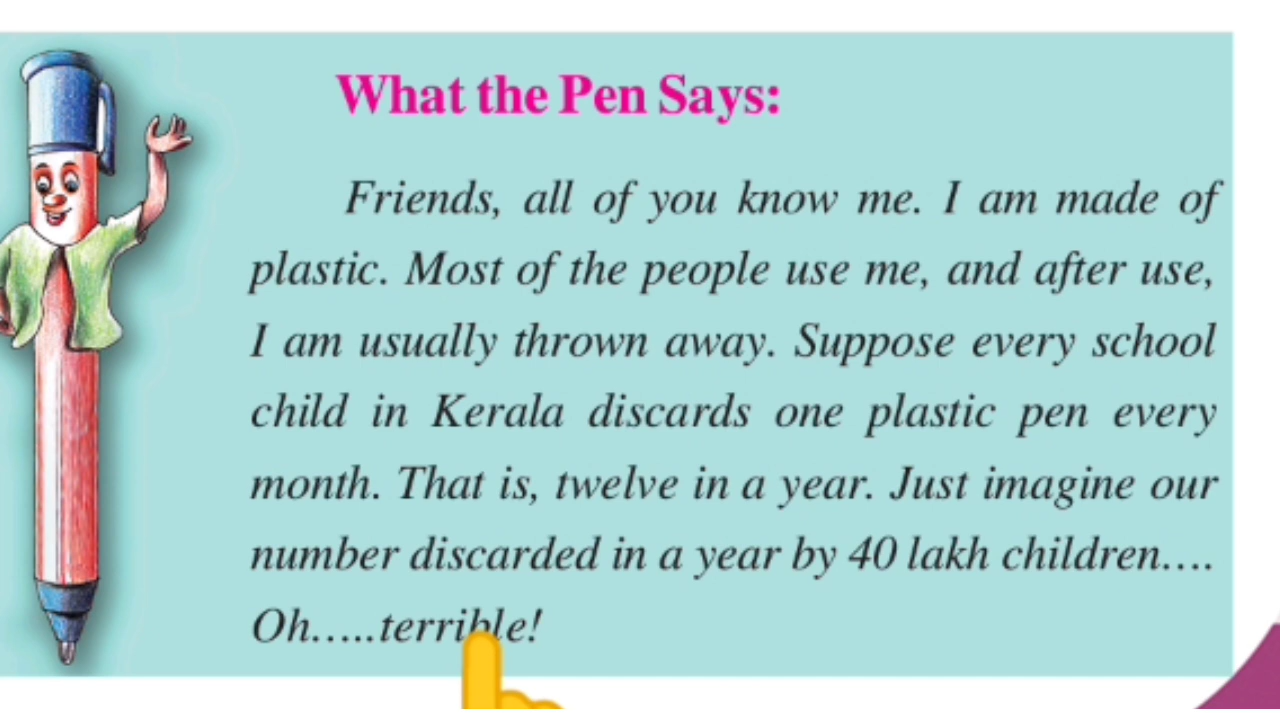 What the Pen Says:
Friends, all of you know me. I am made of
plastic. Most of the people use me, and after use,
I am usually thrown away. Suppose every school
child in Kerala discards one plastic pen every
month. That is, twelve in a year. Just imagine our
number discarded in a year by 40 lakh children....
Oh.....terrible!